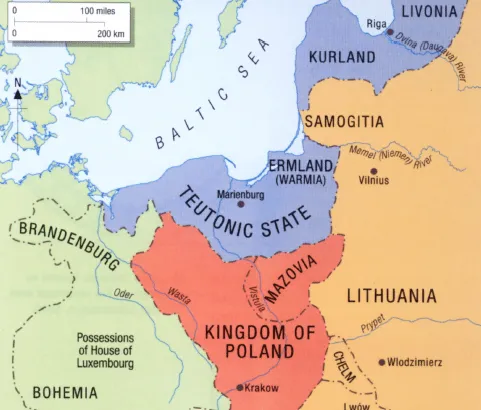 0 100 miles
0 200 km
N
LIVONIA
Riga
Dvina (Daugava) River
KURLAND
BALTIC SEA
SAMOGITIA
Memel (Niemen) River
ERMLAND
(WARMIA)
Vilnius
Marienburg
TEUTONIC STATE
BRANDENBURG
MAZOVIA
Oder
Wasta
Vistula
LITHUANIA
Prypet
KINGDOM OF
POLAND
Possessions
of House of
Luxembourg
CHELM
Wlodzimierz
BOHEMIA
Krakow
Lwów